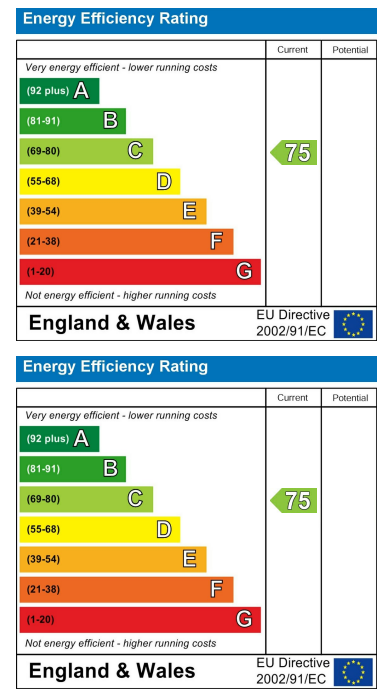 Energy Efficiency Rating
Current Potential
Very energy efficient - lower running costs
(92 plus) A
(81-91) B
(69-80) C 75
(55-68) D
(39-54) E
(21-38) F
(1-20) G
Not energy efficient - higher running costs
England & Wales EU Directive
2002/91/EC
Energy Efficiency Rating
Current Potential
Very energy efficient - lower running costs
(92 plus) A
(81-91) B
(69-80) C 75
(55-68) D
(39-54) E
(21-38) F
(1-20) G
Not energy efficient - higher running costs
England & Wales EU Directive
2002/91/EC